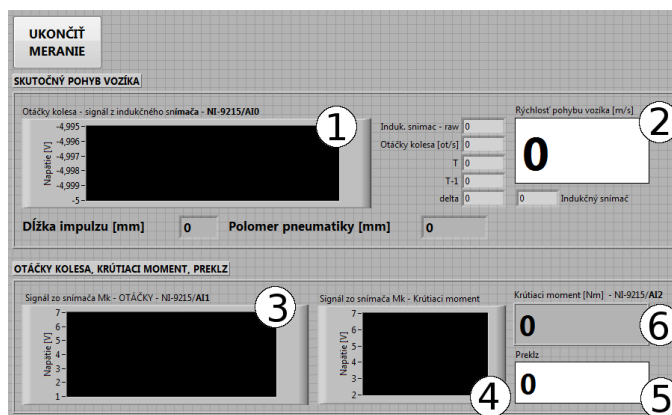 UKONČIŤ
MERANIE
SKUTOČNÝ POHYB VOZÍKA
Otáčky kolesa - signál z indukčného snímača - NI-9215/AI0
1
Napätie [V]
-4,995
-4,996
-4,998
-4,998
-4,999
-5
Induk. snimac - raw 0
Otáčky kolesa [ot/s] 0
T 0
T-1 0
delta 0
Rýchlosť pohybu vozíka [m/s]
2
0
0 Indukčný snímač
Dĺžka impulzu [mm] 0 Polomer pneumatiky [mm] 0
OTÁČKY KOLESA, KRÚTIACI MOMENT, PREKLZ
Signál zo snímača Mk - OTÁČKY - NI-9215/AI1
3
Napätie [V]
7
6
5
4
3
2
1
Signál zo snímača Mk - Krútiaci moment
Napätie [V]
7
6
5
4
3
2
4
Krútiaci moment [Nm] - NI-9215/AI2
0
6
Preklz
0
5